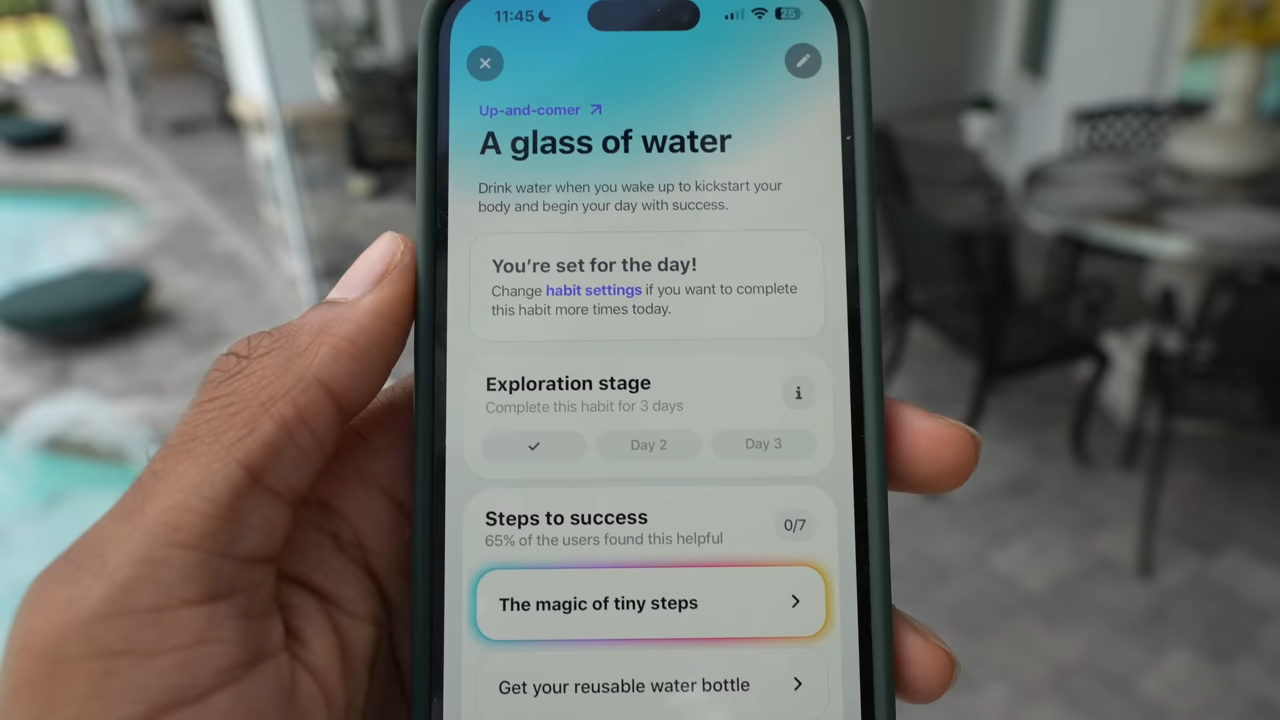 11:45
25
Up-and-comer
A glass of water
Drink water when you wake up to kickstart your
body and begin your day with success.
You're set for the day!
Change habit settings if you want to complete
this habit more times today.
Exploration stage
i
Complete this habit for 3 days
Day 2
Day 3
Steps to success
0/7
65% of the users found this helpful
The magic of tiny steps
Get your reusable water bottle